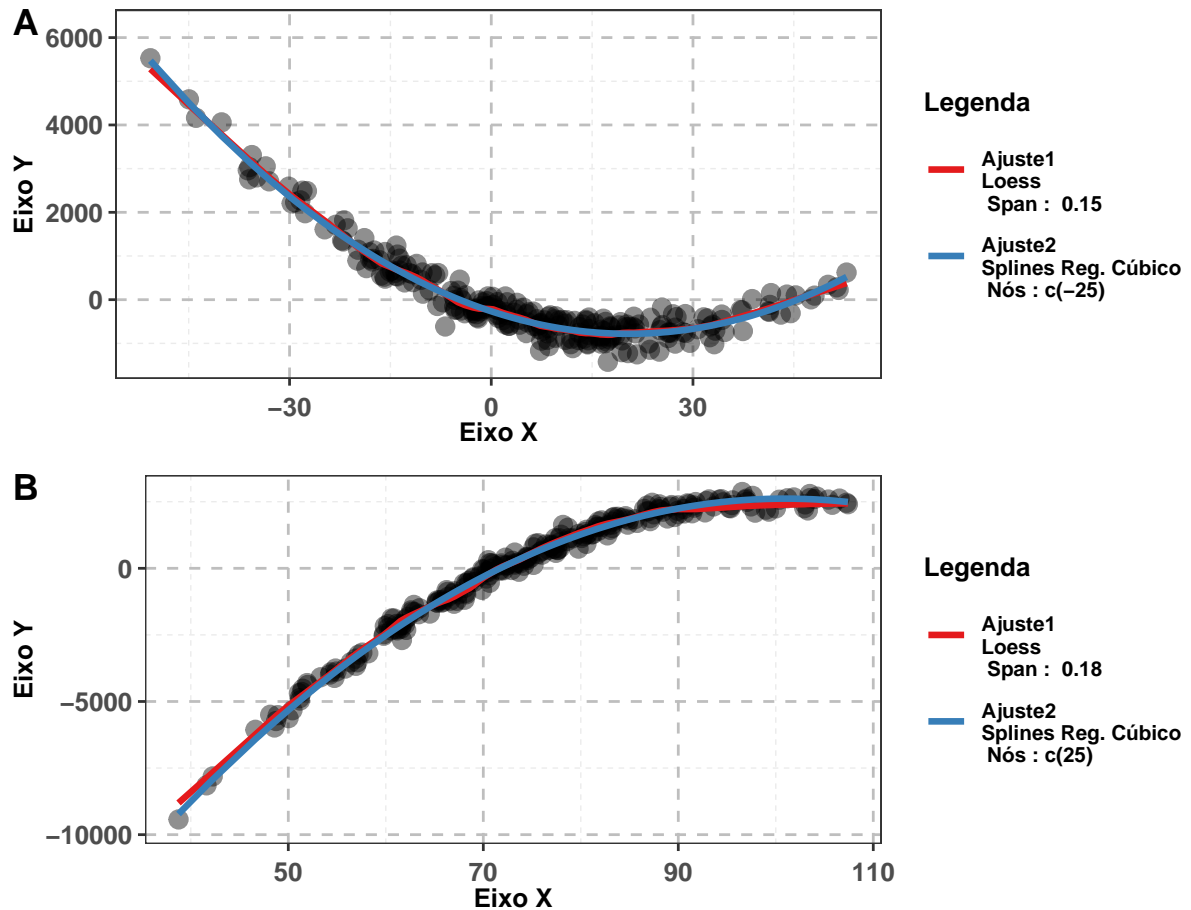 A
6000
4000
2000
0
Eixo Y
−30
0
30
Eixo X
Legenda
Ajuste1
Loess
Span : 0.15
Ajuste2
Splines Reg. Cúbico
Nós : c(−25)
B
0
−5000
−10000
Eixo Y
50
70
90
110
Eixo X
Legenda
Ajuste1
Loess
Span : 0.18
Ajuste2
Splines Reg. Cúbico
Nós : c(25)